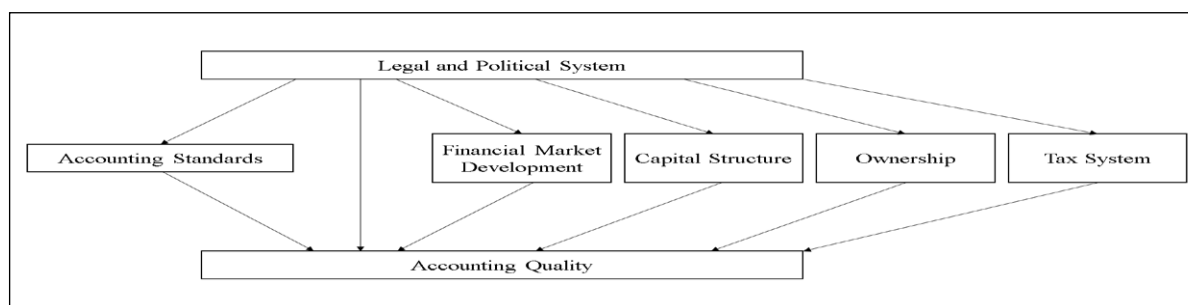 Legal and Political System
Accounting Standards
Financial Market
Development
Capital Structure
Ownership
Tax System
Accounting Quality